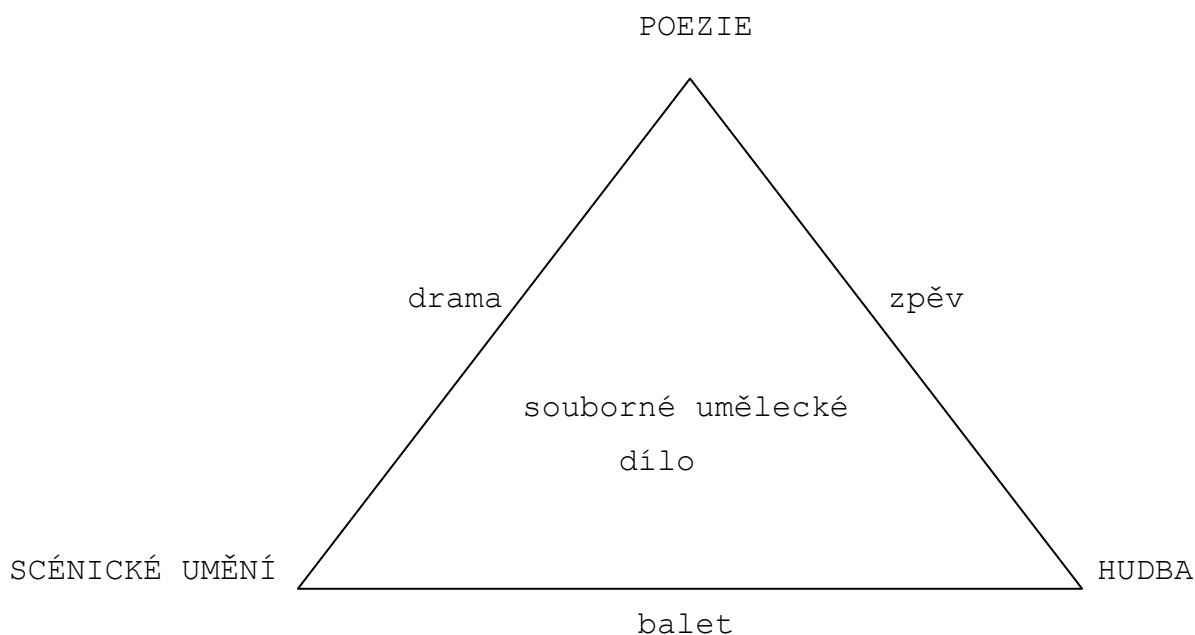 POEZIE
drama
zpěv
souborné umělecké
dílo
SCÉNICKÉ UMĚNÍ
HUDBA
balet